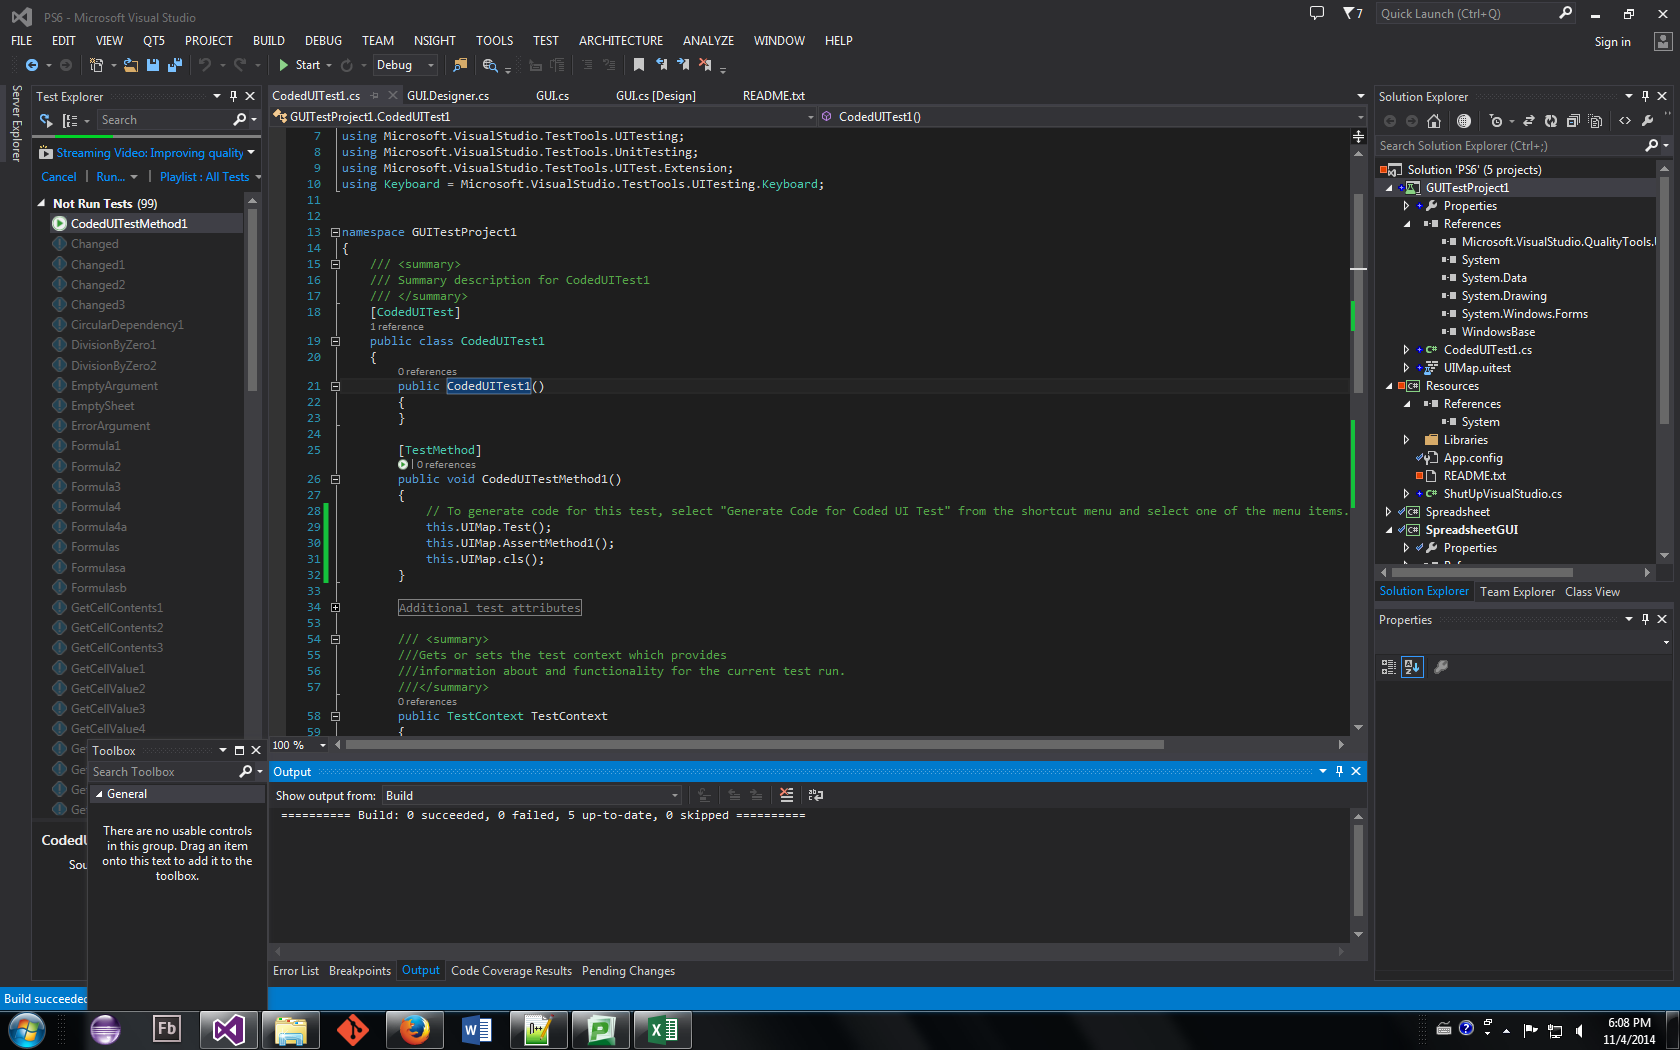 PS6 - Microsoft Visual Studio
7
Quick Launch (Ctrl+Q)
FILE EDIT VIEW QT5 PROJECT BUILD DEBUG TEAM NSIGHT TOOLS TEST ARCHITECTURE ANALYZE WINDOW HELP
Sign in
Start
Debug
Server Explorer
Test Explorer
Search
Streaming Video: Improving quality
Cancel | Run... | Playlist : All Tests
Not Run Tests (99)
CodedUITestMethod1
Changed
Changed1
Changed2
Changed3
CircularDependency1
DivisionByZero1
DivisionByZero2
EmptyArgument
EmptySheet
ErrorArgument
Formula1
Formula2
Formula3
Formula4
Formula4a
Formulas
Formulasa
Formulasb
GetCellContents1
GetCellContents2
GetCellContents3
GetCellValue1
GetCellValue2
GetCellValue3
GetCellValue4
Ge
Ge
Ge
Ge
CodedU
Sou
Toolbox
Search Toolbox
General
There are no usable controls
in this group. Drag an item
onto this text to add it to the
toolbox.
CodedUITest1.cs GUI.Designer.cs GUI.cs GUI.cs [Design] README.txt
GUITestProject1.CodedUITest1
CodedUITest1()
7 using Microsoft.VisualStudio.TestTools.UITesting;
8 using Microsoft.VisualStudio.TestTools.UnitTesting;
9 using Microsoft.VisualStudio.TestTools.UITest.Extension;
10 using Keyboard = Microsoft.VisualStudio.TestTools.UITesting.Keyboard;
11
12
13 namespace GUITestProject1
14 {
15 /// <summary>
16 /// Summary description for CodedUITest1
17 /// </summary>
18 [CodedUITest]
1 reference
19 public class CodedUITest1
20 {
0 references
21 public CodedUITest1()
22 {
23 }
24
25 [TestMethod]
| 0 references
26 public void CodedUITestMethod1()
27 {
28 // To generate code for this test, select "Generate Code for Coded UI Test" from the shortcut menu and select one of the menu items.
29 this.UIMap.Test();
30 this.UIMap.AssertMethod1();
31 this.UIMap.cls();
32 }
33
34 Additional test attributes
53
54 /// <summary>
55 ///Gets or sets the test context which provides
56 ///information about and functionality for the current test run.
57 ///</summary>
0 references
58 public TestContext TestContext
59 {
100 %
Output
Show output from: Build
========== Build: 0 succeeded, 0 failed, 5 up-to-date, 0 skipped ==========
Error List Breakpoints Output Code Coverage Results Pending Changes
Solution Explorer
Search Solution Explorer (Ctrl+;)
Solution 'PS6' (5 projects)
GUITestProject1
Properties
References
Microsoft.VisualStudio.QualityTools.
System
System.Data
System.Drawing
System.Windows.Forms
WindowsBase
C# CodedUITest1.cs
UIMap.uitest
C# Resources
References
System
Libraries
App.config
README.txt
C# ShutUpVisualStudio.cs
C# Spreadsheet
C# SpreadsheetGUI
Properties
Solution Explorer Team Explorer Class View
Properties
Build succeeded
Fb
6:08 PM
11/4/2014